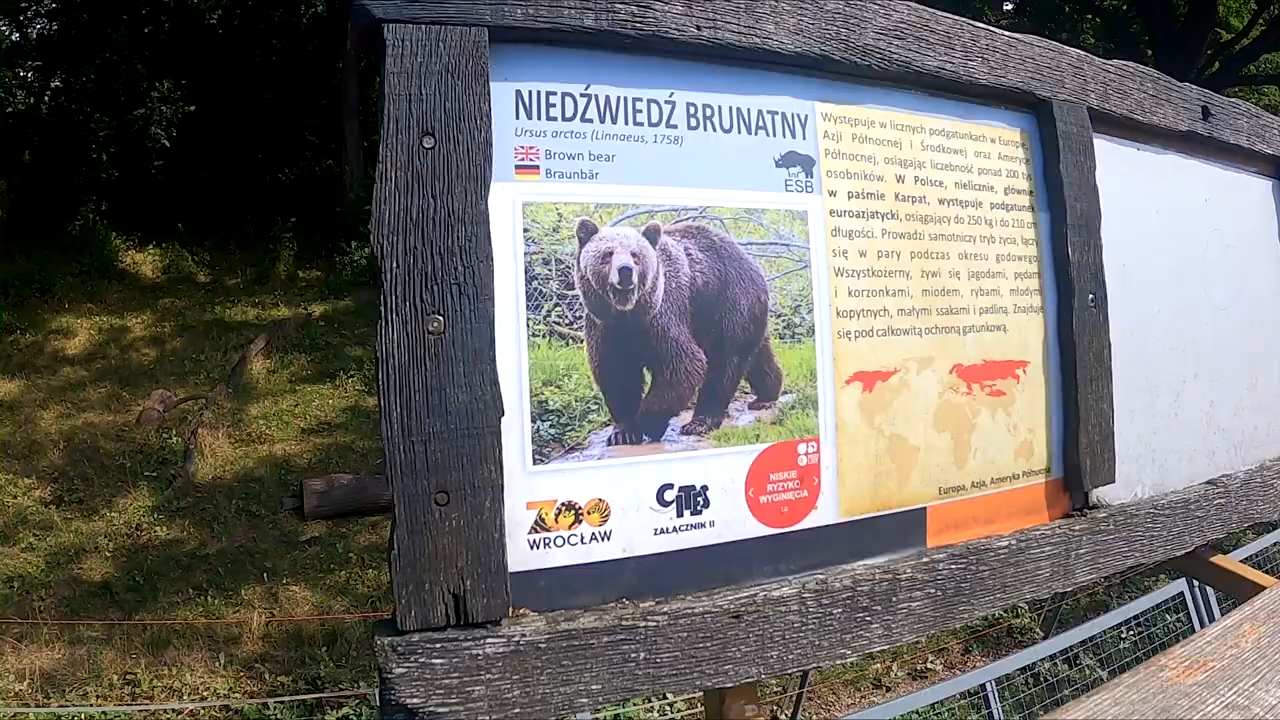 NIEDŹWIEDŹ BRUNATNY
Ursus arctos (Linnaeus, 1758)
Brown bear
Braunbär
ESB
Występuje w licznych podgatunkach w Europie,
Azji Północnej i Środkowej oraz Ameryce
Północnej, osiągając liczebność ponad 200 tys
osobników. W Polsce, nielicznie, głównie
w paśmie Karpat, występuje podgatunek
euroazjatycki, osiągający do 250 kg i do 210 cm
długości. Prowadzi samotniczy tryb życia, łączy
się w pary podczas okresu godowego.
Wszystkożerny, żywi się jagodami, pędami
i korzonkami, miodem, rybami, młodymi
kopytnych, małymi ssakami i padliną. Znajduje
się pod całkowitą ochroną gatunkową.
Europa, Azja, Ameryka Północna
ZOO
WROCŁAW
CITES
ZAŁĄCZNIK II
NISKIE
RYZYKO
WYGINIĘCIA
LC